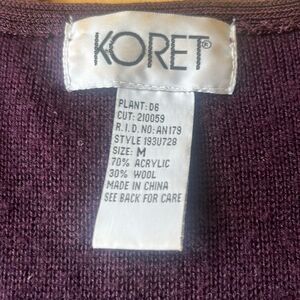 KORET®
PLANT: D6
CUT: 210059
R.I.D. NO: AN179
STYLE 193U728
SIZE: M
70% ACRYLIC
30% WOOL
MADE IN CHINA
SEE BACK FOR CARE